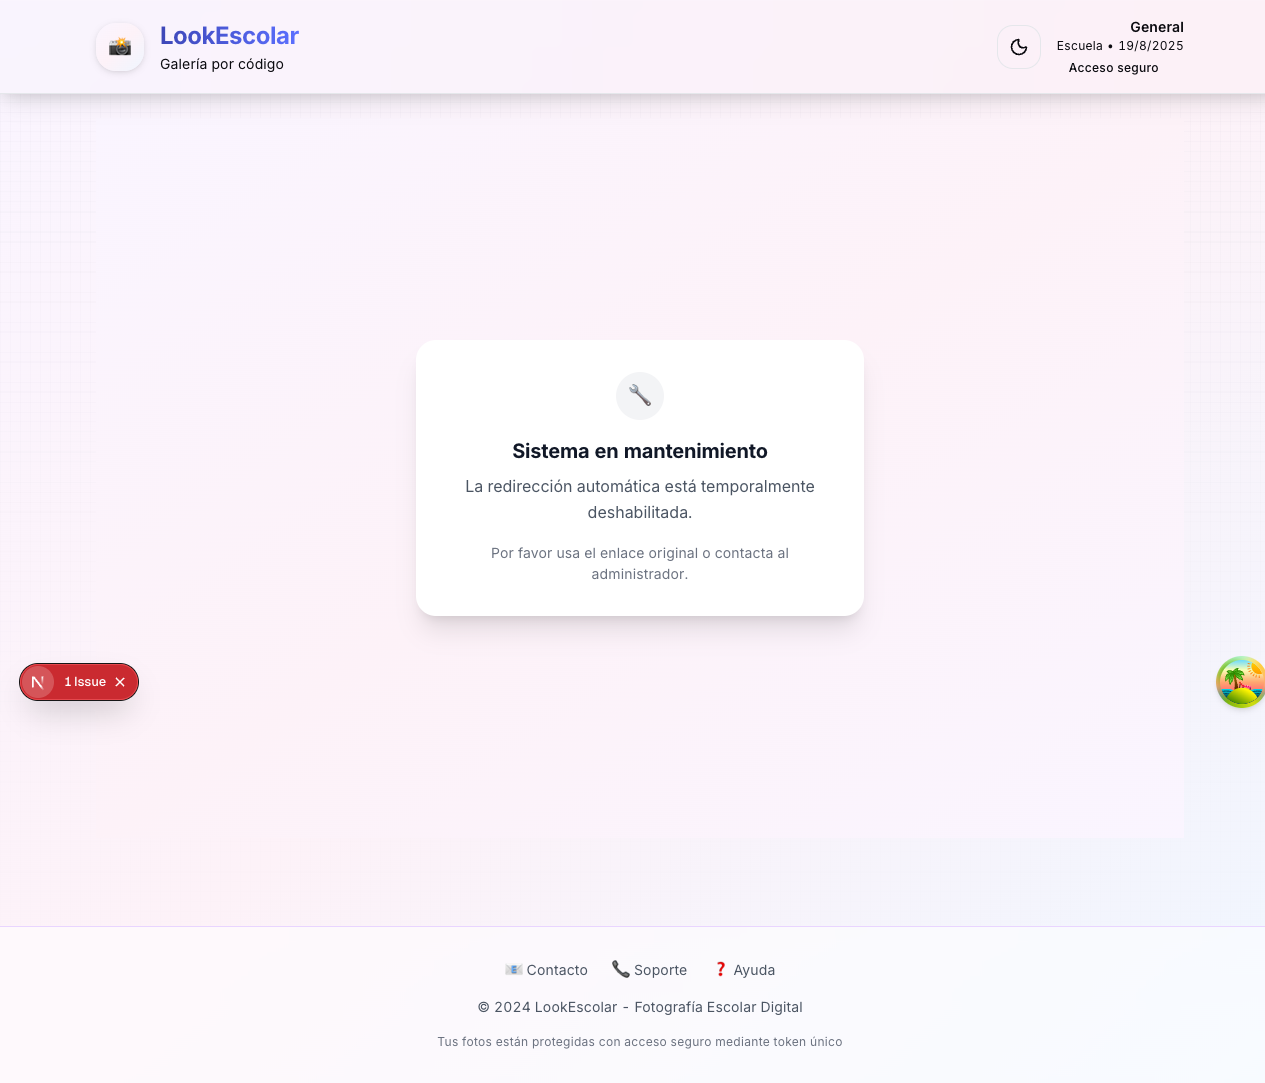 LookEscolar
Galería por código
General
Escuela • 19/8/2025
Acceso seguro
Sistema en mantenimiento
La redirección automática está temporalmente
deshabilitada.
Por favor usa el enlace original o contacta al
administrador.
N 1 Issue
Contacto Soporte Ayuda
© 2024 LookEscolar - Fotografía Escolar Digital
Tus fotos están protegidas con acceso seguro mediante token único